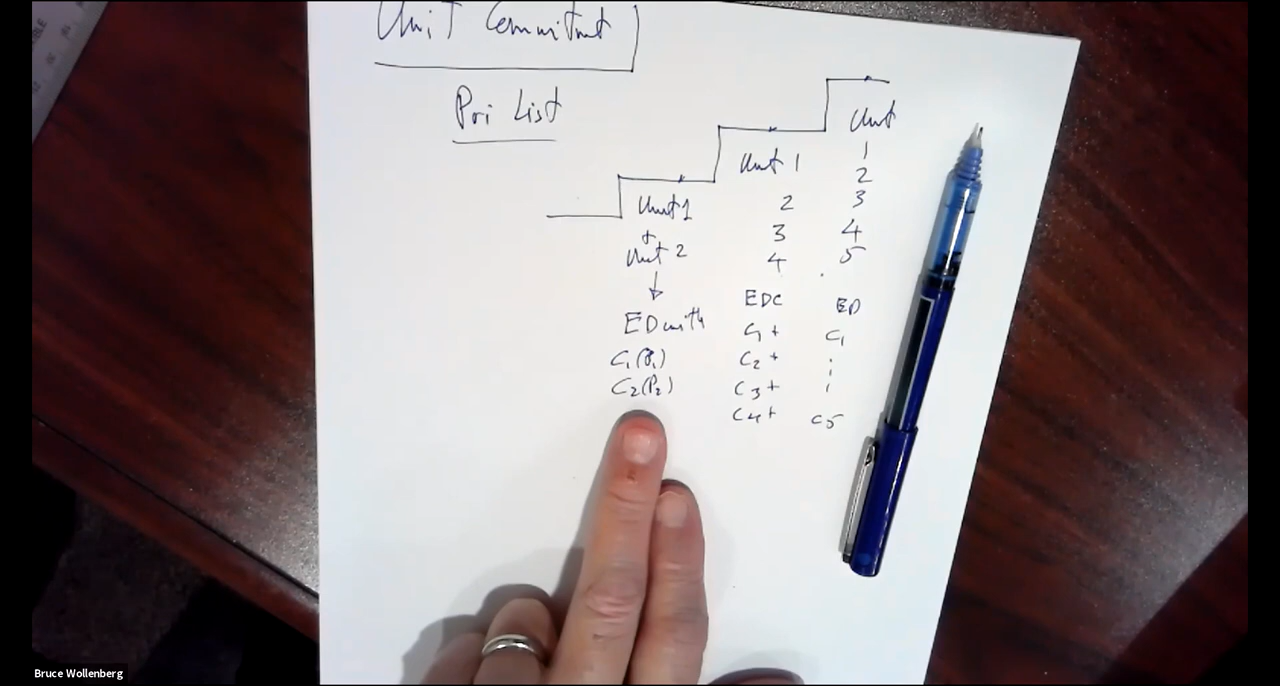 Unit Commitment
Pri List
Unit 1
+
Unit 2
ED with
C1(P1)
C2(P2)
Unit 1
2
3
4
EDC
C1 +
C2 +
C3 +
C4 +
Unit
1
2
3
4
5
ED
C1
C5
Bruce Wollenberg